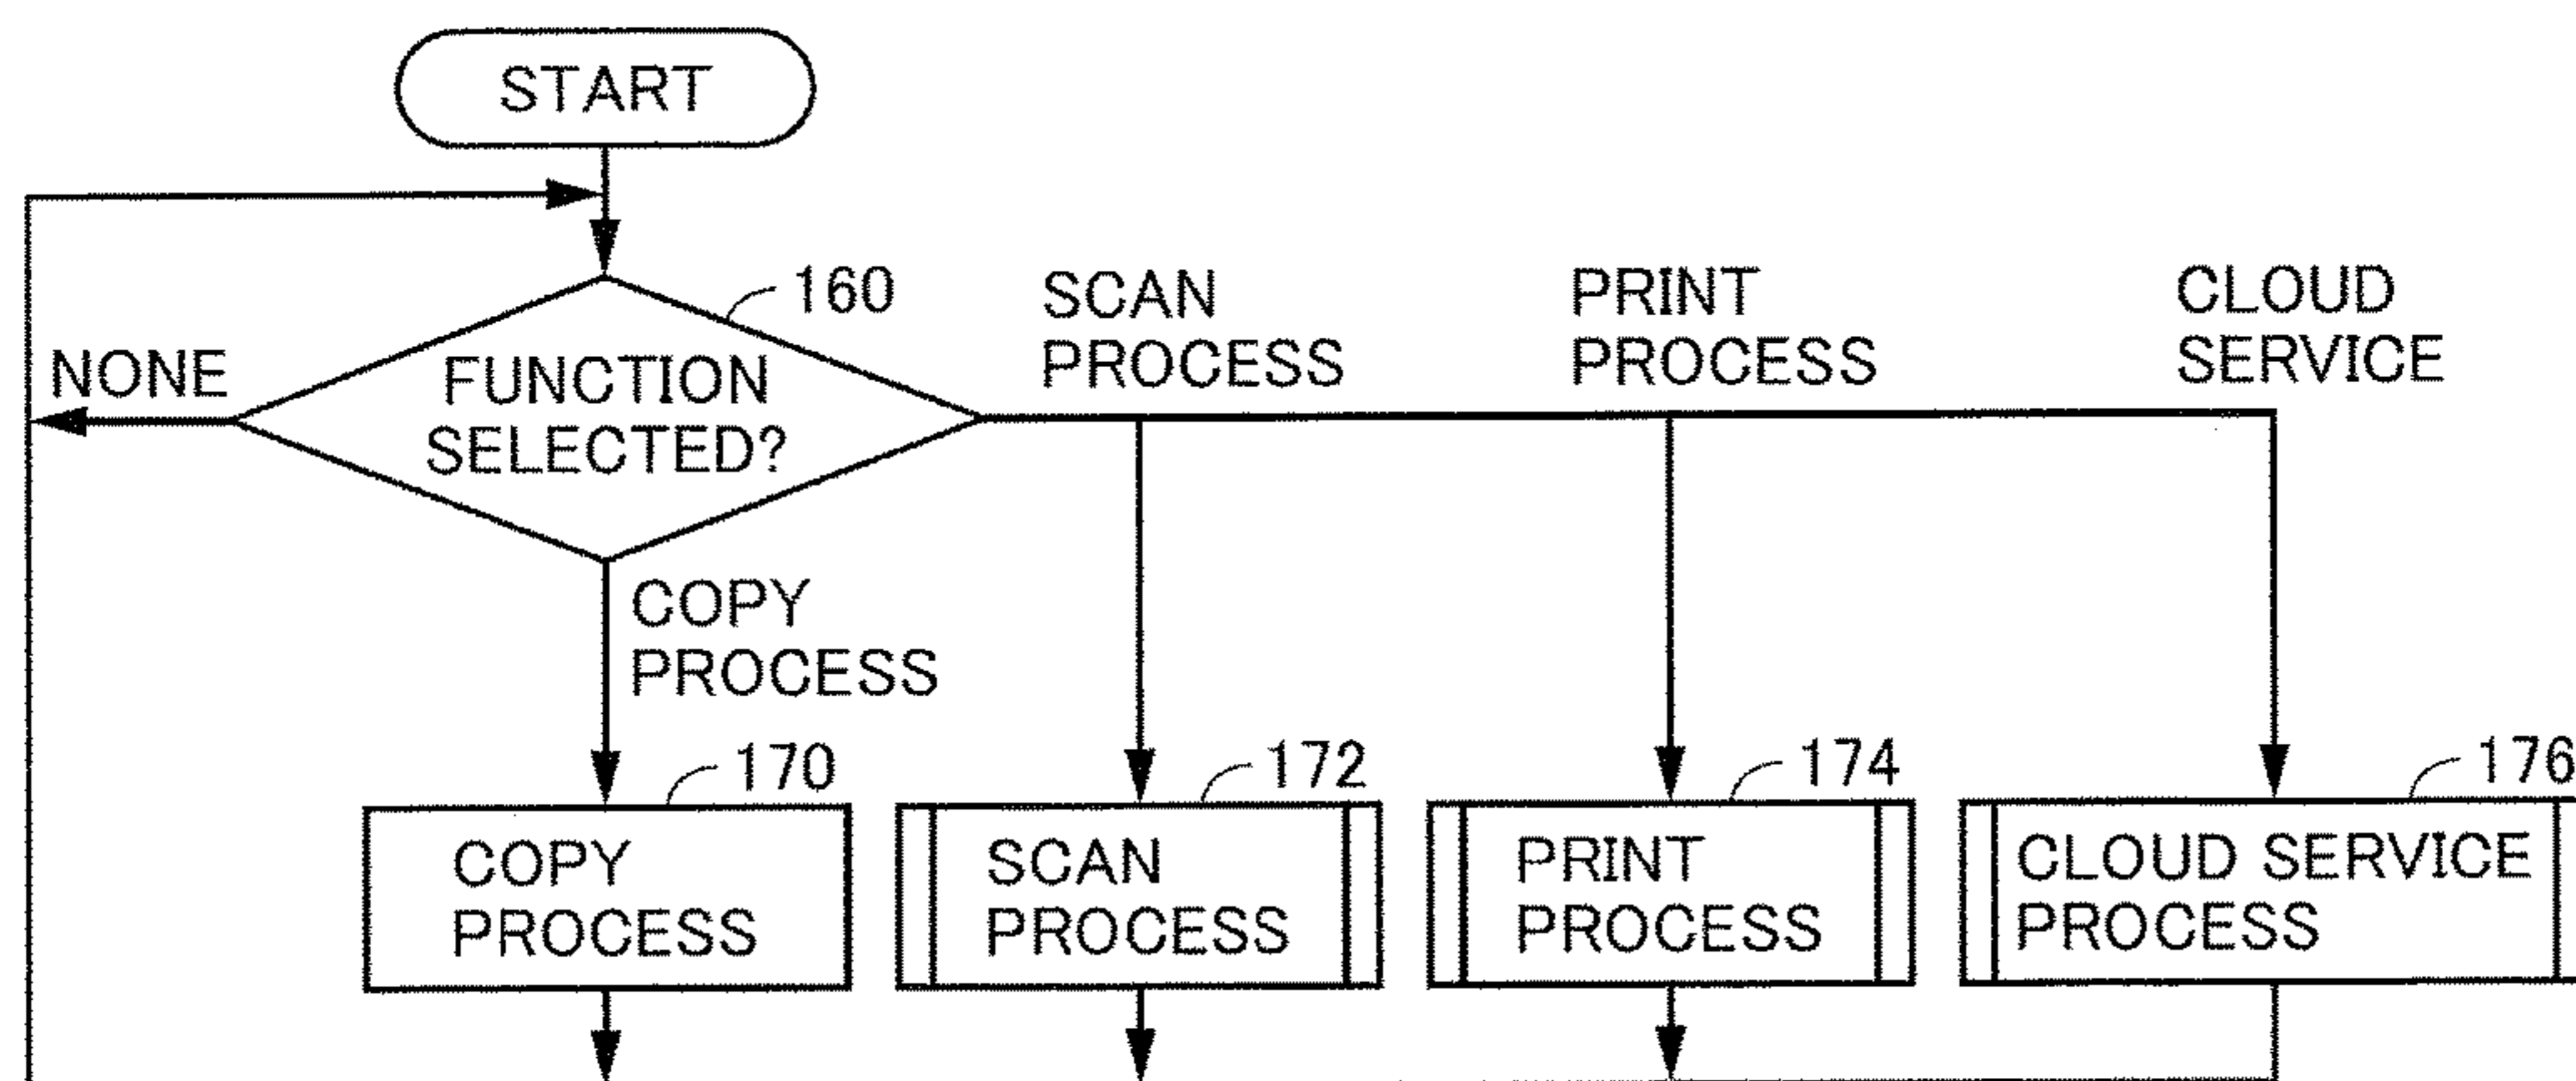 START
160
SCAN
PROCESS
PRINT
PROCESS
CLOUD
SERVICE
NONE
FUNCTION
SELECTED?
COPY
PROCESS
170
172
174
176
COPY
PROCESS
SCAN
PROCESS
PRINT
PROCESS
CLOUD SERVICE
PROCESS